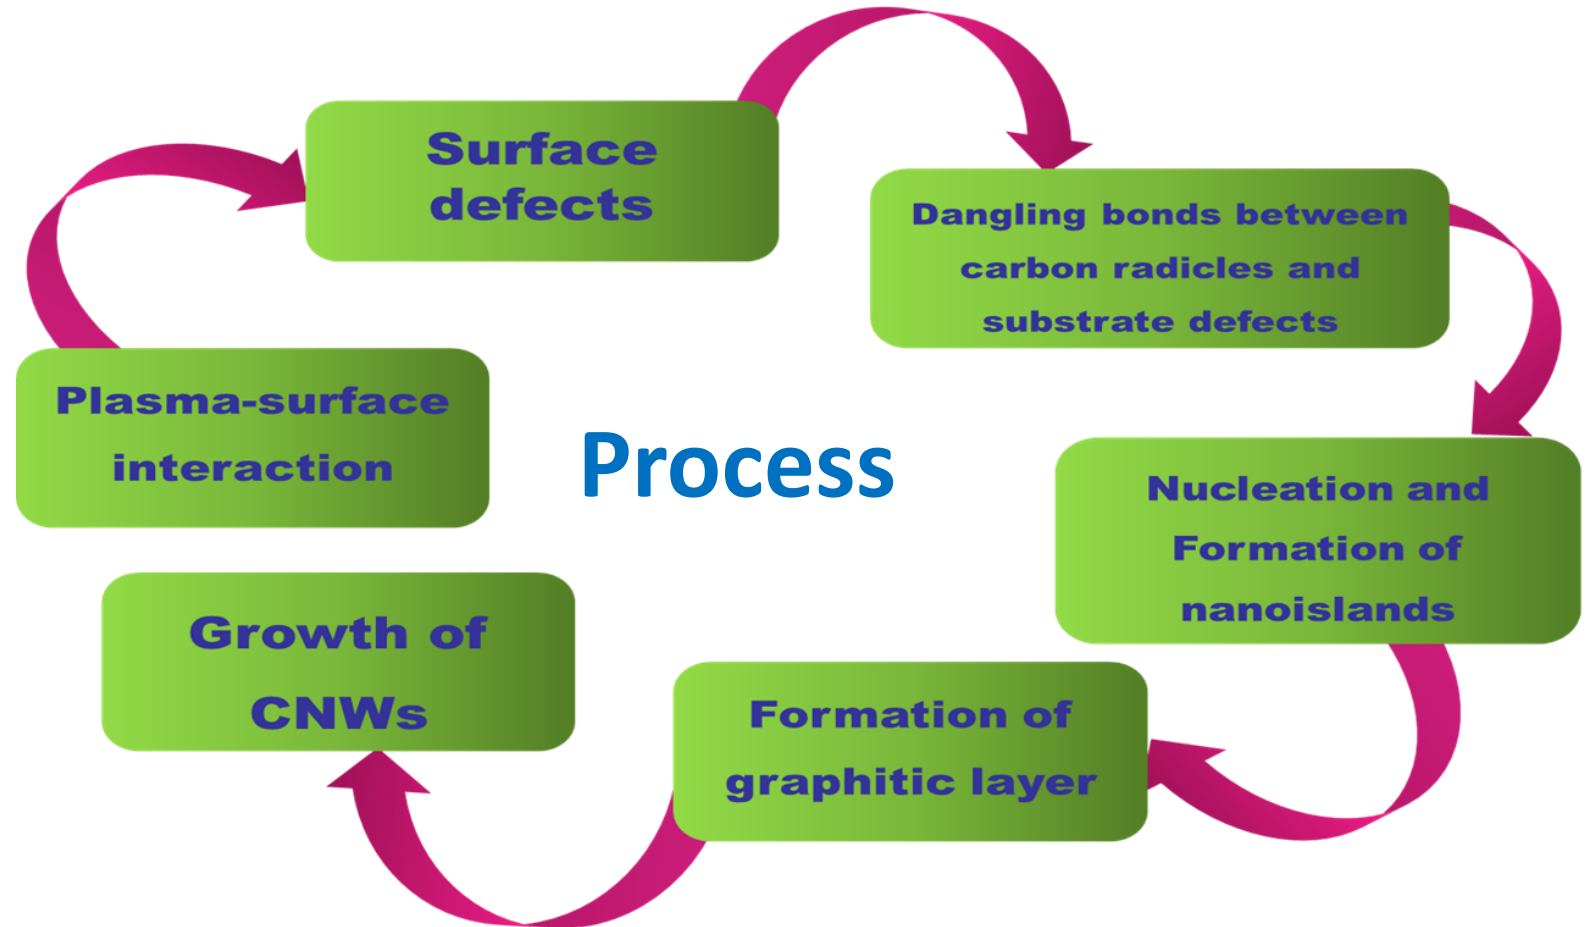 Surface
defects
Dangling bonds between
carbon radicles and
substrate defects
Plasma-surface
interaction
Process
Nucleation and
Formation of
nanoislands
Growth of
CNWs
Formation of
graphitic layer